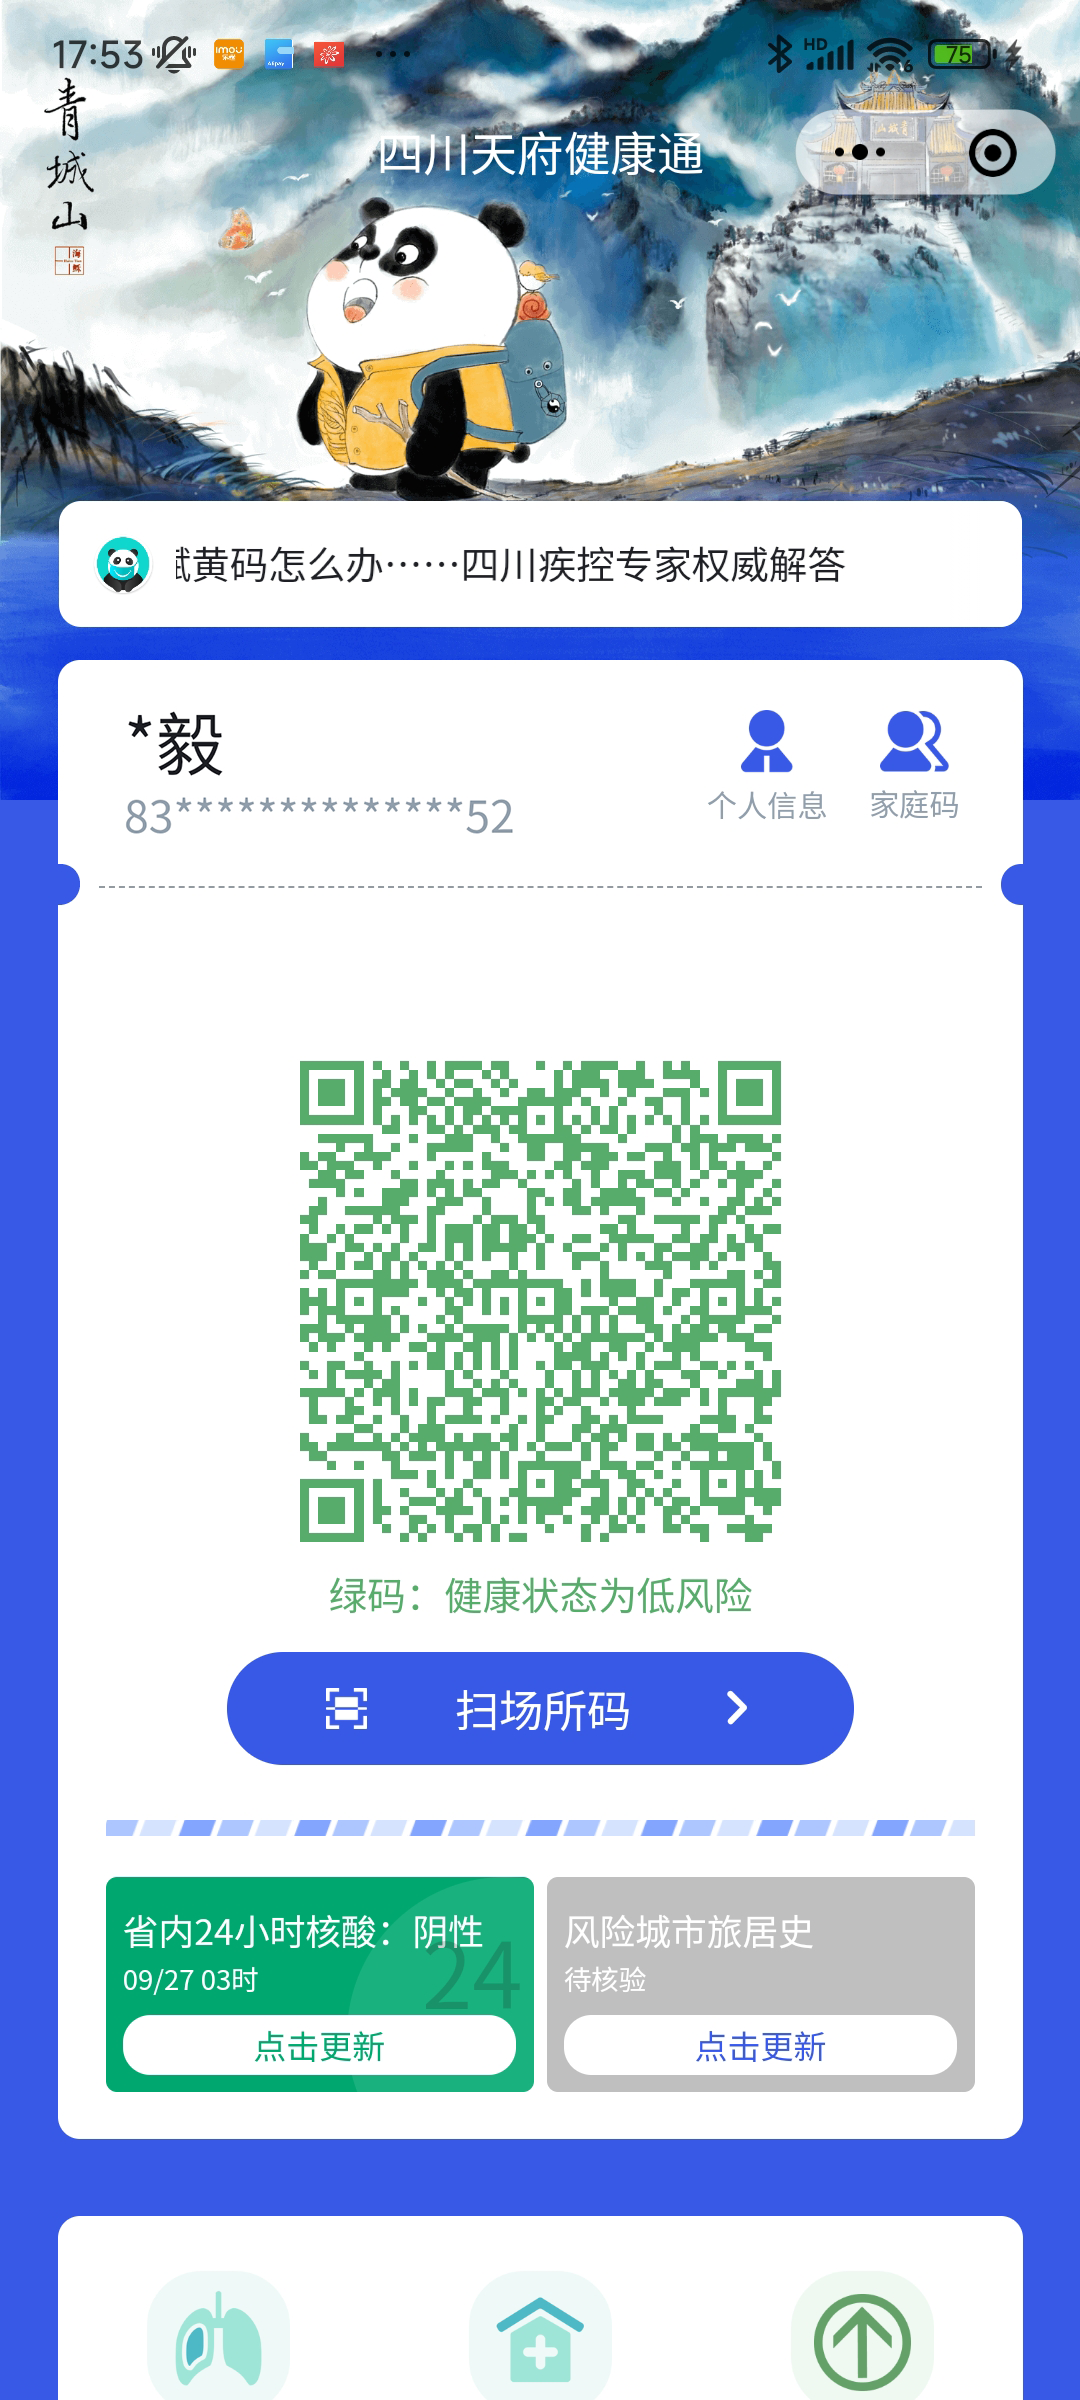 17:53
HD
6
75
青城山
四川天府健康通
黄码怎么办……四川疾控专家权威解答
*毅
83**************52
个人信息
家庭码
绿码：健康状态为低风险
扫场所码
省内24小时核酸：阴性
09/27 03时
24
点击更新
风险城市旅居史
待核验
点击更新